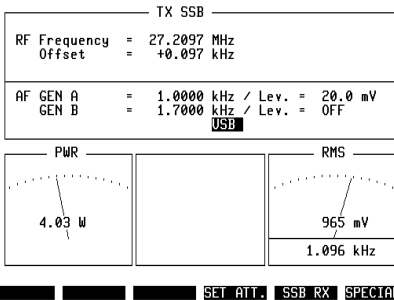 TX SSB
RF Frequency = 27.2097 MHz
Offset = +0.097 kHz
AF GEN A = 1.0000 kHz / Lev. = 20.0 mV
GEN B = 1.7000 kHz / Lev. = OFF
USB
PWR
RMS
4.03 W
965 mV
1.096 kHz
SET ATT. SSB RX SPECIAL